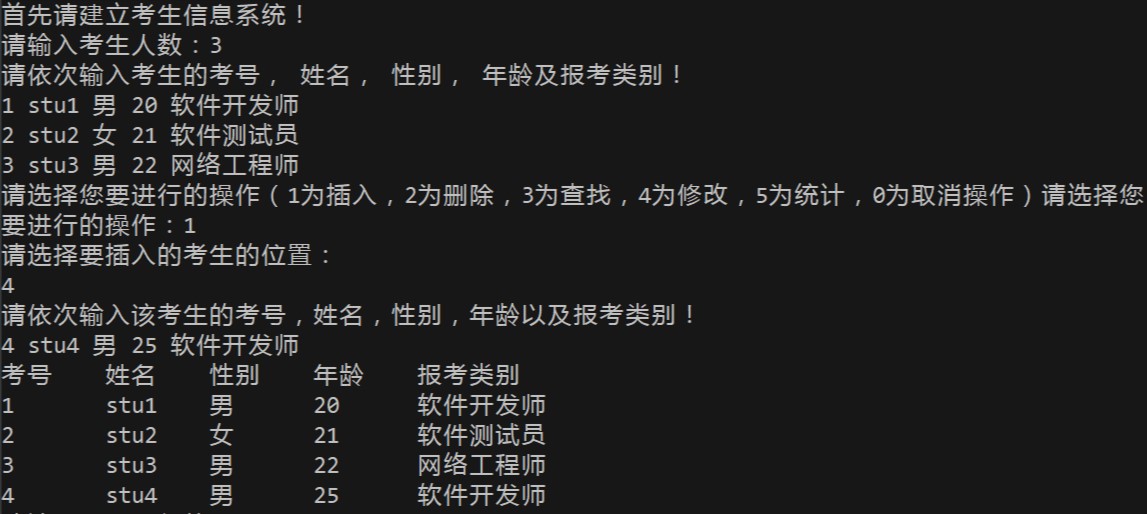 首先请建立考生信息系统！
请输入考生人数：3
请依次输入考生的考号， 姓名， 性别， 年龄及报考类别！
1 stu1 男 20 软件开发师
2 stu2 女 21 软件测试员
3 stu3 男 22 网络工程师
请选择您要进行的操作（1为插入，2为删除，3为查找，4为修改，5为统计，0为取消操作）请选择您
要进行的操作：1
请选择要插入的考生的位置：
4
请依次输入该考生的考号，姓名，性别，年龄以及报考类别！
4 stu4 男 25 软件开发师
考号    姓名    性别    年龄    报考类别
1       stu1    男      20      软件开发师
2       stu2    女      21      软件测试员
3       stu3    男      22      网络工程师
4       stu4    男      25      软件开发师